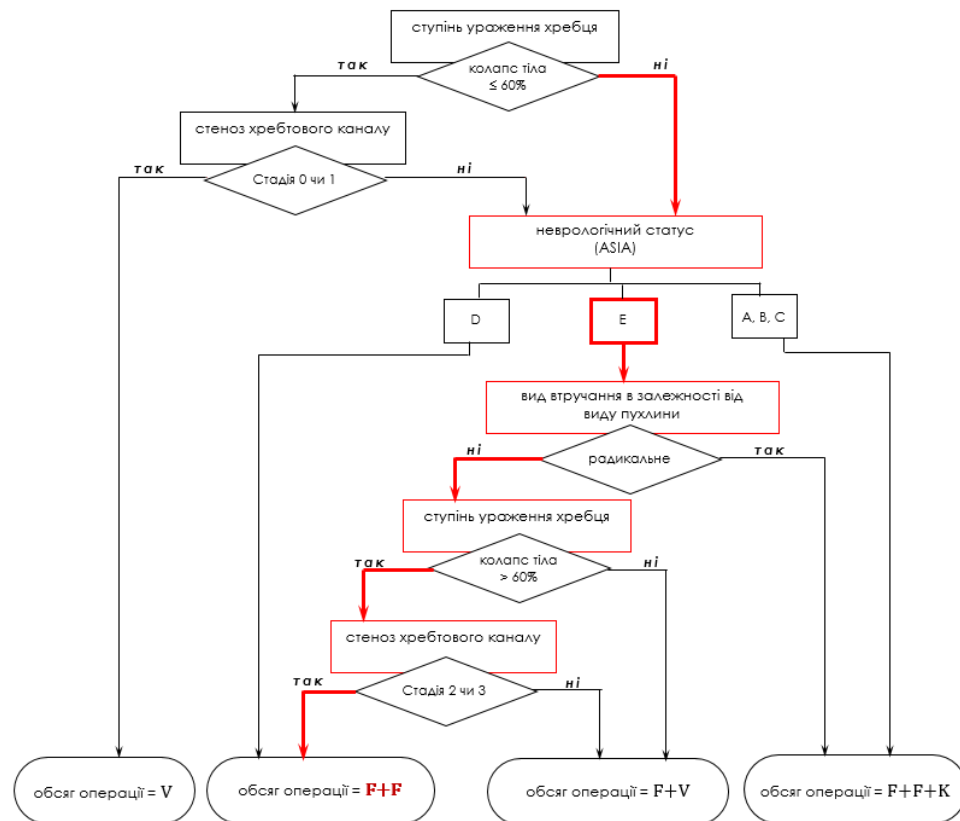 ступінь ураження хребця
так
колапс тіла
≤ 60%
ні
стеноз хребтового каналу
так
Стадія 0 чи 1
ні
неврологічний статус
(ASIA)
D
E
A, B, C
вид втручання в залежності від
виду пухлини
ні
радикальне
так
ступінь ураження хребця
так
колапс тіла
> 60%
ні
стеноз хребтового каналу
так
Стадія 2 чи 3
ні
обсяг операції = V
обсяг операції = F+F
обсяг операції = F+V
обсяг операції = F+F+K